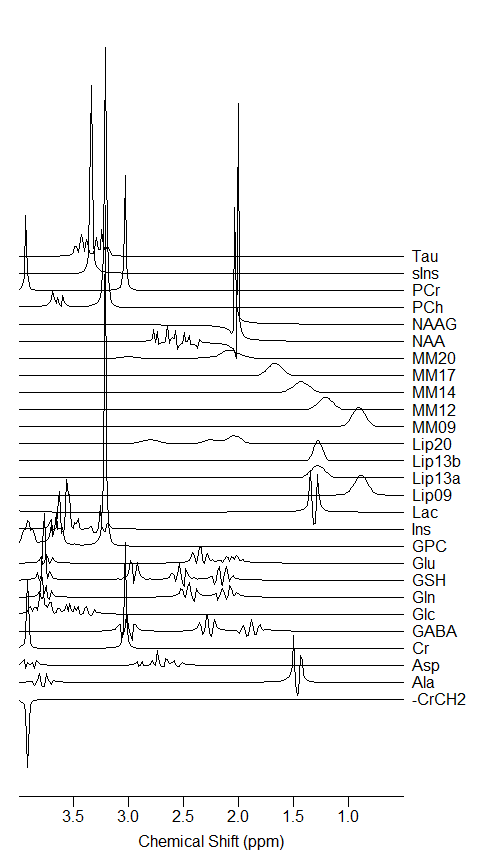 Tau
sIns
PCr
PCh
NAAG
NAA
MM20
MM17
MM14
MM12
MM09
Lip20
Lip13b
Lip13a
Lip09
Lac
Ins
GPC
Glu
GSH
Gln
Glc
GABA
Cr
Asp
Ala
-CrCH2
3.5 3.0 2.5 2.0 1.5 1.0
Chemical Shift (ppm)